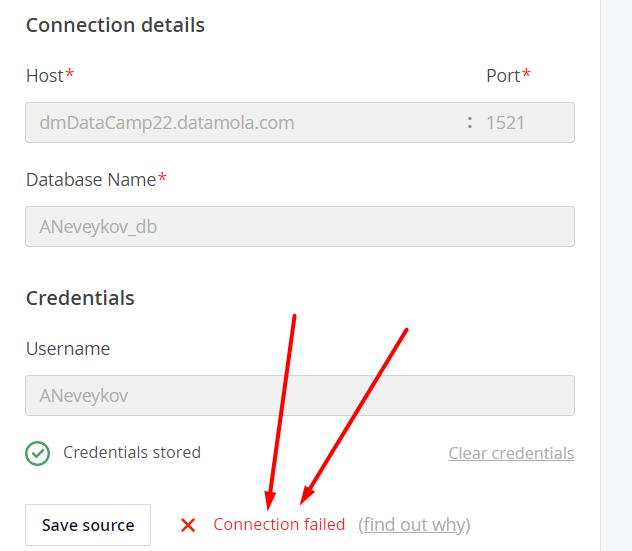 Connection details
Host* Port*
dmDataCamp22.datamola.com : 1521
Database Name*
ANeveykov_db
Credentials
Username
ANeveykov
Credentials stored Clear credentials
Save source Connection failed (find out why)